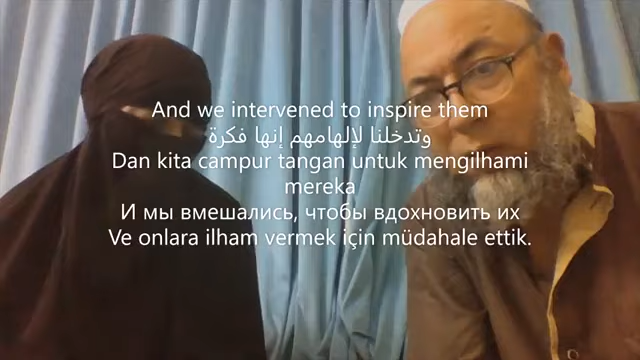 And we intervened to inspire them
وتدخلنا لإلهامهم إنها فكرة
Dan kita campur tangan untuk mengilhami
mereka
И мы вмешались, чтобы вдохновить их
Ve onlara ilham vermek için müdahale ettik.